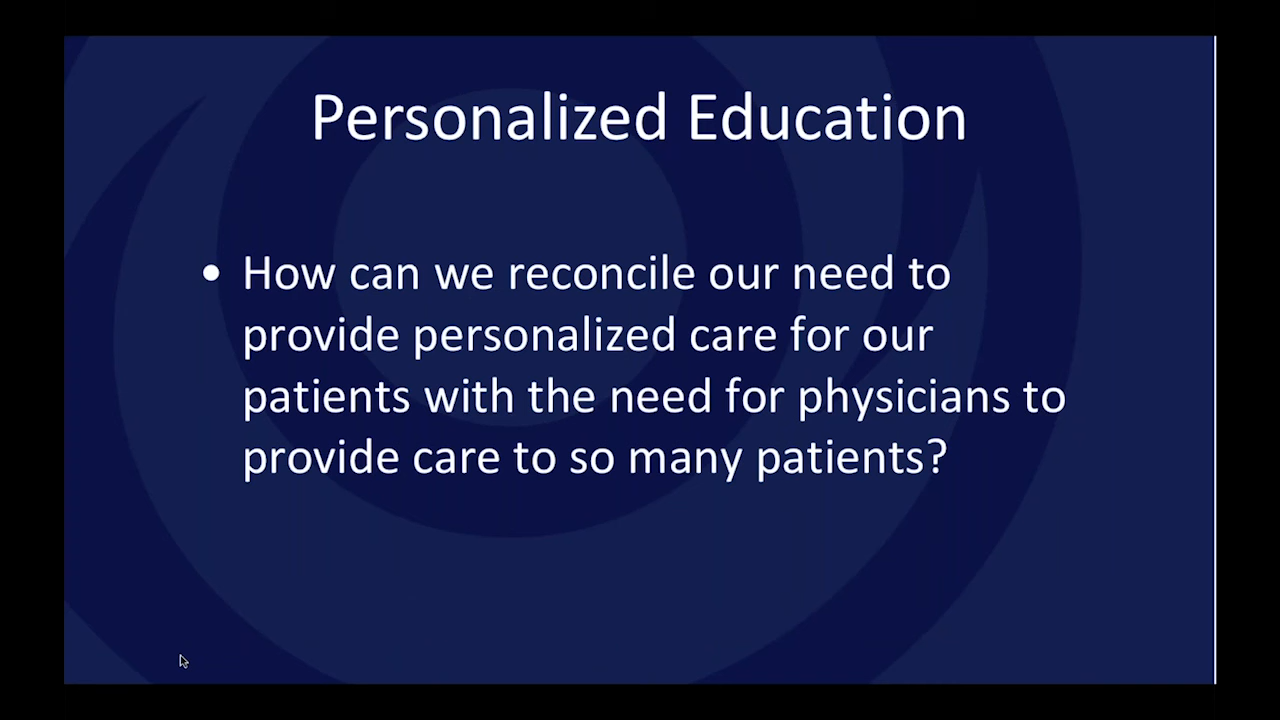 Personalized Education
• How can we reconcile our need to
provide personalized care for our
patients with the need for physicians to
provide care to so many patients?